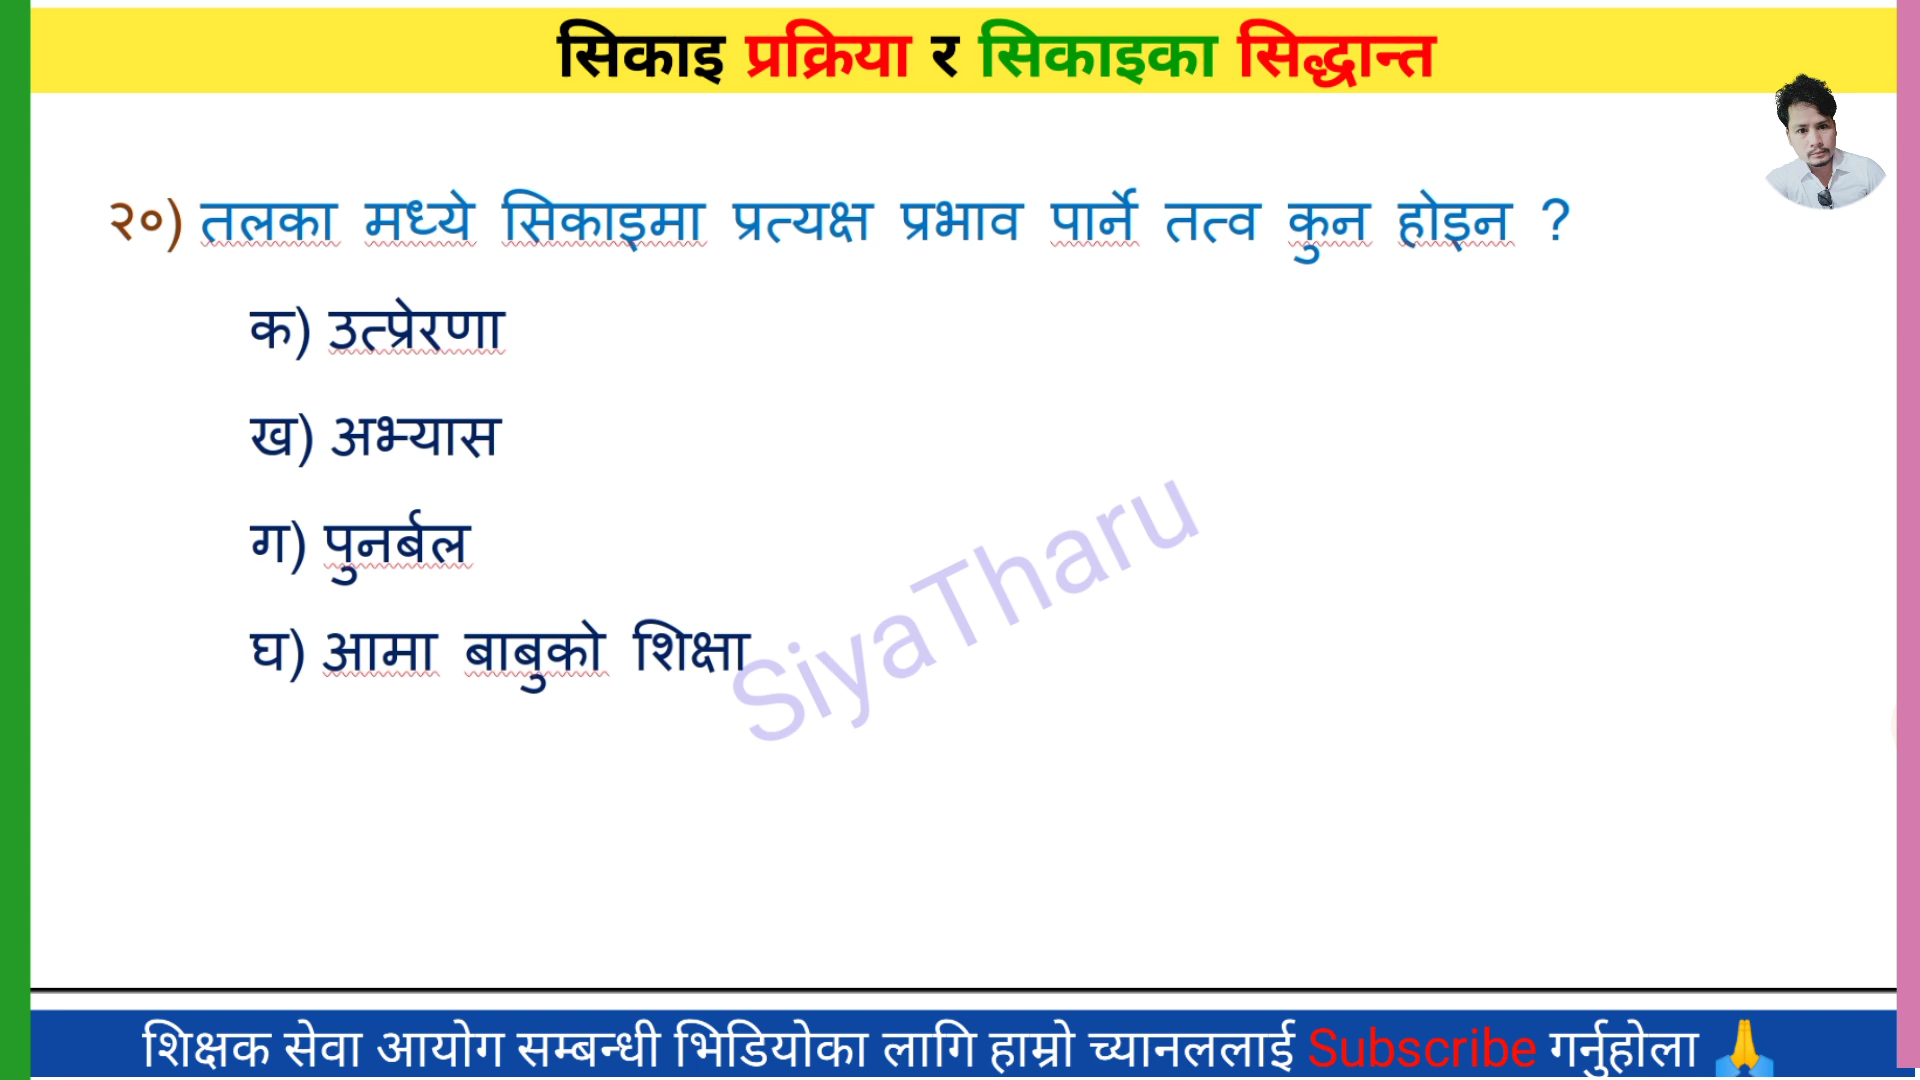 सिकाइ प्रक्रिया र सिकाइका सिद्धान्त
२०) तलका मध्ये सिकाइमा प्रत्यक्ष प्रभाव पार्ने तत्व कुन होइन ?
क) उत्प्रेरणा
ख) अभ्यास
ग) पुनर्बल
घ) आमा बाबुको शिक्षा
SiyaTharu
शिक्षक सेवा आयोग सम्बन्धी भिडियोका लागि हाम्रो च्यानललाई Subscribe गर्नुहोला 🙏